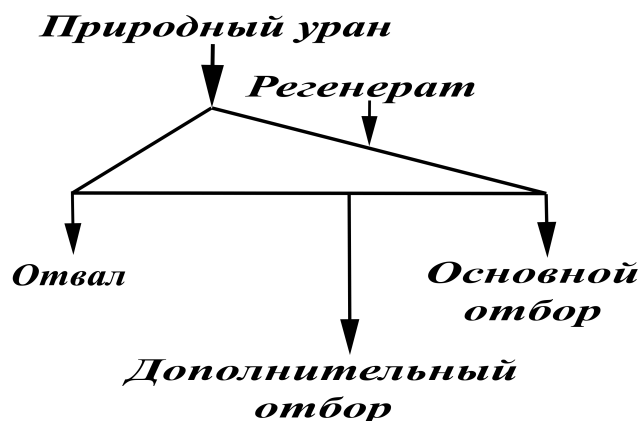 Природный уран
Регенерат
Отвал
Основной
отбор
Дополнительный
отбор